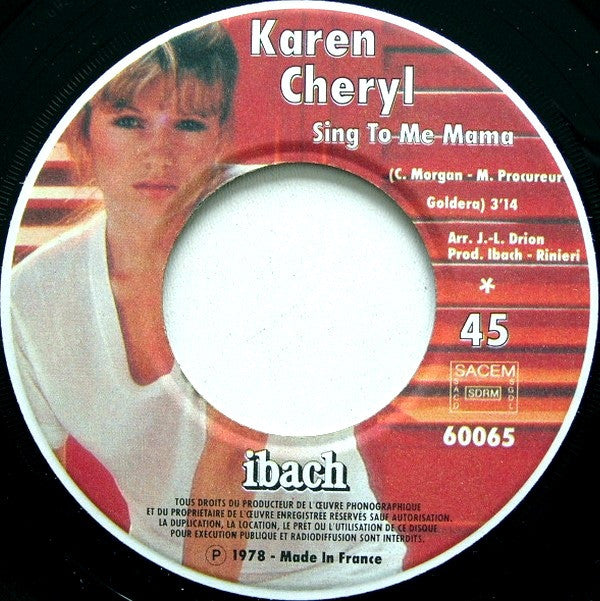 Karen
Cheryl
Sing To Me Mama
(C. Morgan - M. Procureur
Goldera) 3'14
Arr. J.-L. Drion
Prod. Ibach - Rinieri
*
45
SACEM
SACD SDRM SGDL
60065
ibach
TOUS DROITS DU PRODUCTEUR DE L'ŒUVRE PHONOGRAPHIQUE
ET DU PROPRIETAIRE DE L'ŒUVRE ENREGISTREE RESERVES SAUF AUTORISATION.
LA DUPLICATION, LA LOCATION, LE PRET OU L'UTILISATION DE CE DISQUE
POUR EXECUTION PUBLIQUE ET RADIODIFFUSION SONT INTERDITS.
Ⓟ 1978 - Made In France